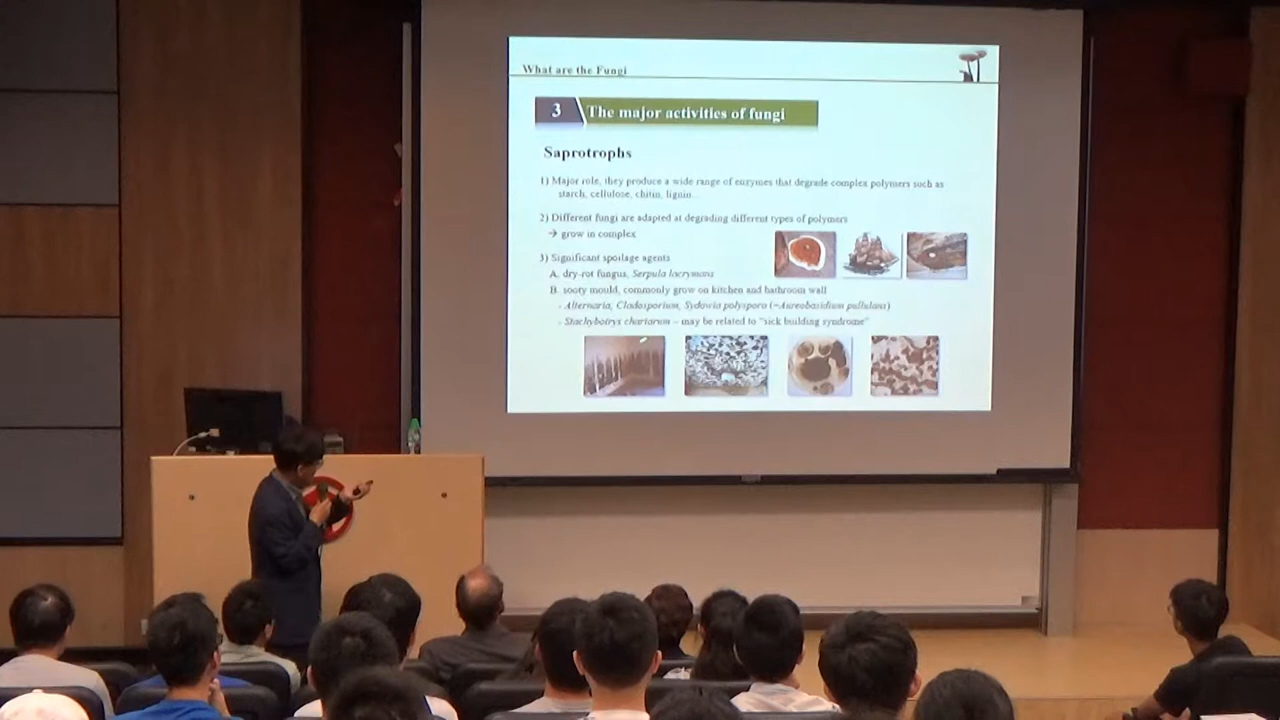 What are the Fungi
3 The major activities of fungi
Saprotrophs
1) Major role, they produce a wide range of enzymes that degrade complex polymers such as
starch, cellulose, chitin, lignin...
2) Different fungi are adapted at degrading different types of polymers
→ grow in complex
3) Significant spoilage agents
A. dry-rot fungus, Serpula lacrymans
B. sooty mould, commonly grow on kitchen and bathroom wall
- Alternaria, Cladosporium, Sydowia polyspora (=Aureobasidium pullulans)
- Stachybotrys chartarum – may be related to "sick building syndrome"